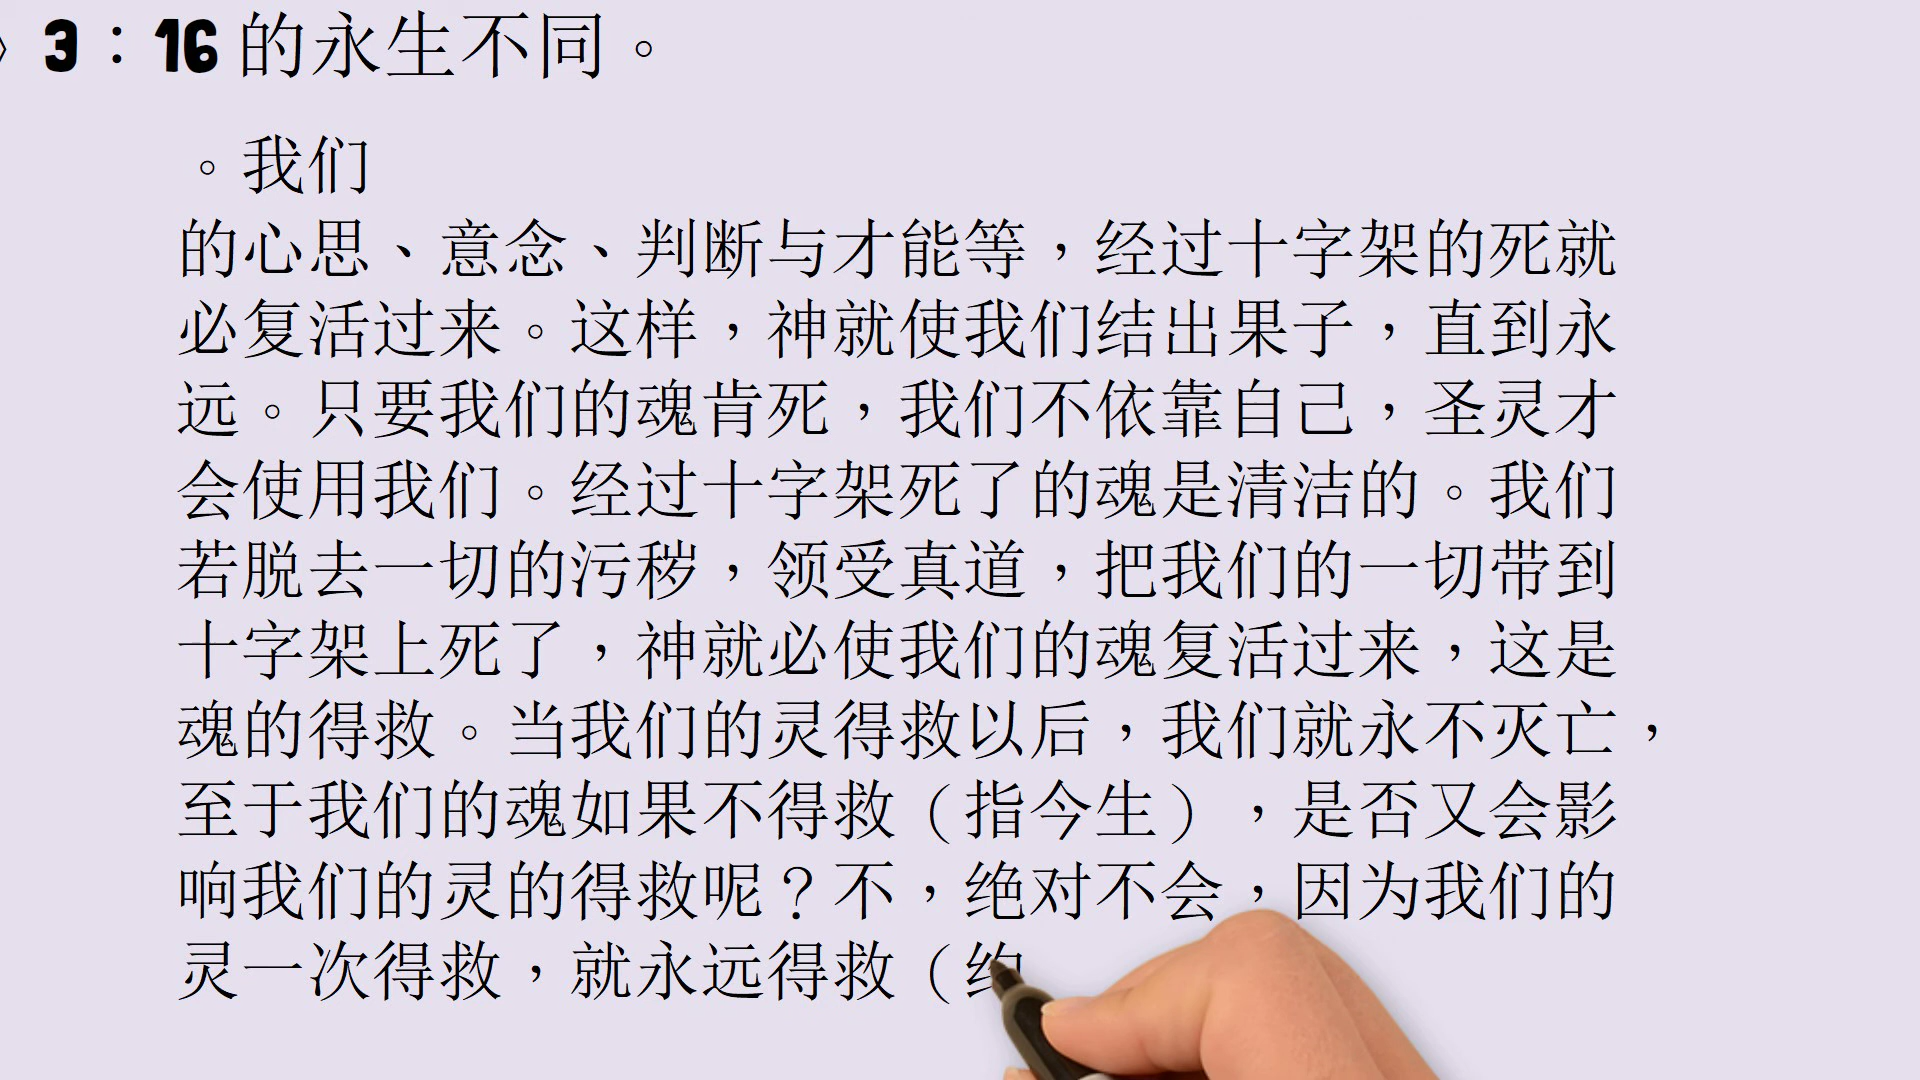 》3：16 的永生不同。
。我们
的心思、意念、判断与才能等，经过十字架的死就
必复活过来。这样，神就使我们结出果子，直到永
远。只要我们的魂肯死，我们不依靠自己，圣灵才
会使用我们。经过十字架死了的魂是清洁的。我们
若脱去一切的污秽，领受真道，把我们的一切带到
十字架上死了，神就必使我们的魂复活过来，这是
魂的得救。当我们的灵得救以后，我们就永不灭亡，
至于我们的魂如果不得救（指今生），是否又会影
响我们的灵的得救呢？不，绝对不会，因为我们的
灵一次得救，就永远得救（约